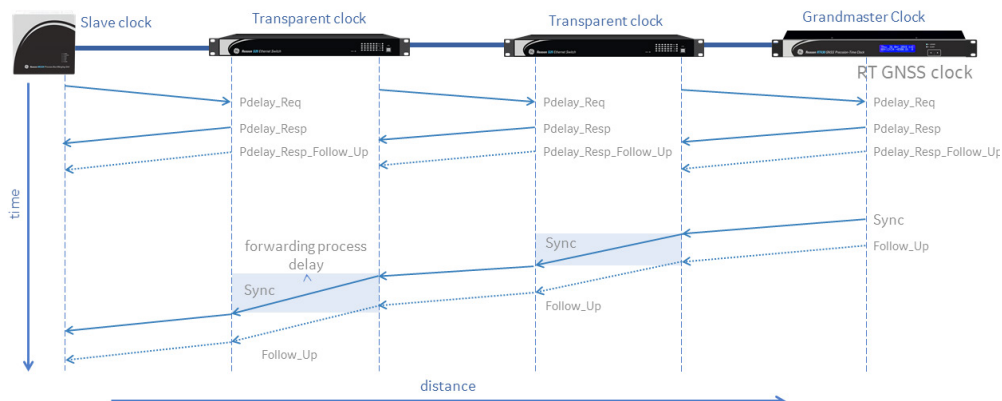 Slave clock
Transparent clock
Transparent clock
Grandmaster Clock
RT GNSS clock
Pdelay_Req
Pdelay_Req
Pdelay_Req
Pdelay_Resp
Pdelay_Resp
Pdelay_Resp
Pdelay_Resp_Follow_Up
Pdelay_Resp_Follow_Up
Pdelay_Resp_Follow_Up
time
Sync
Follow_Up
Sync
forwarding process
delay
Sync
Follow_Up
Follow_Up
distance